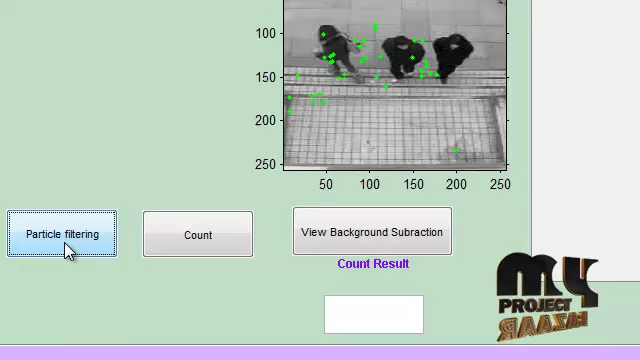 100
150
200
250
50 100 150 200 250
Particle filtering
Count
View Background Subraction
Count Result
my
PROJECT
BAZAAR